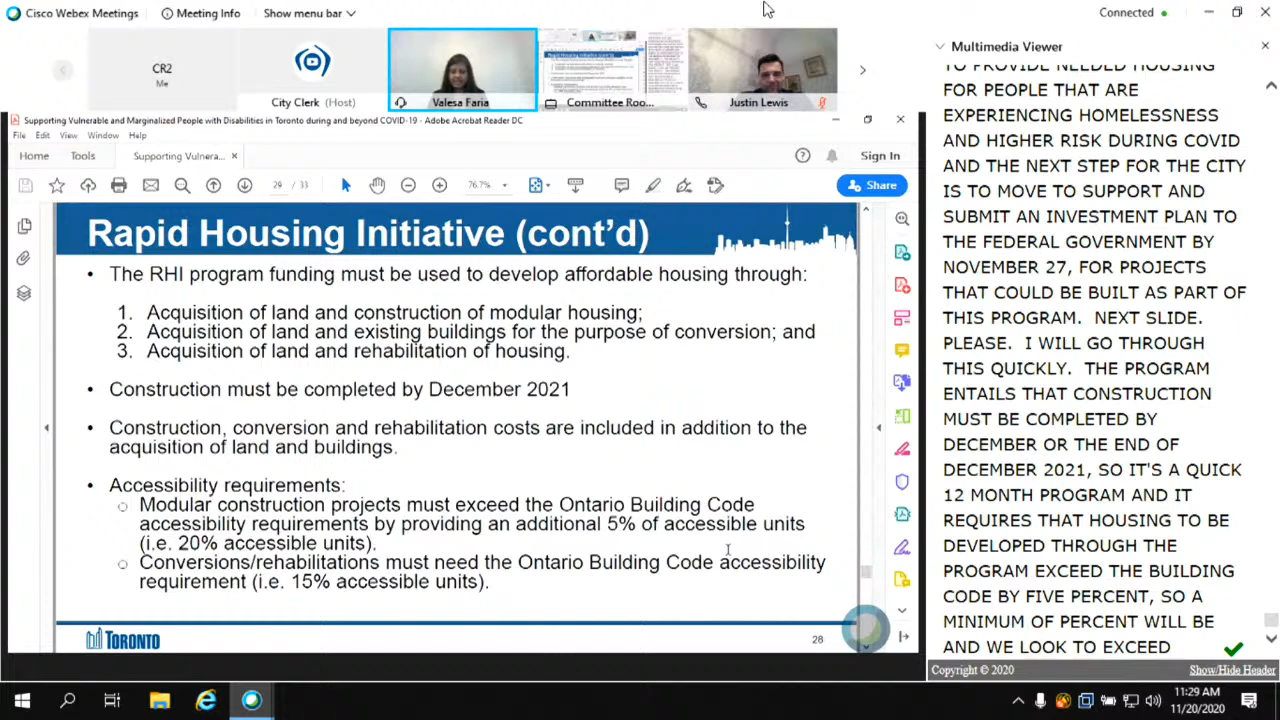 Cisco Webex Meetings
Meeting Info
Show menu bar
Connected
CR2
Me
City Clerk (Host)
Valesa Faria
Committee Roo...
Justin Lewis
Supporting Vulnerable and Marginalized People with Disabilities in Toronto during and beyond COVID-19 - Adobe Acrobat Reader DC
File Edit View Window Help
Home Tools Supporting Vulnera... Sign In
29 / 33 76.7% Share
Rapid Housing Initiative (cont'd)
• The RHI program funding must be used to develop affordable housing through:
1. Acquisition of land and construction of modular housing;
2. Acquisition of land and existing buildings for the purpose of conversion; and
3. Acquisition of land and rehabilitation of housing.
• Construction must be completed by December 2021
• Construction, conversion and rehabilitation costs are included in addition to the
acquisition of land and buildings.
• Accessibility requirements:
○ Modular construction projects must exceed the Ontario Building Code
accessibility requirements by providing an additional 5% of accessible units
(i.e. 20% accessible units).
○ Conversions/rehabilitations must need the Ontario Building Code accessibility
requirement (i.e. 15% accessible units).
TORONTO
28
Multimedia Viewer
TO PROVIDE NEEDED HOUSING
FOR PEOPLE THAT ARE
EXPERIENCING HOMELESSNESS
AND HIGHER RISK DURING COVID
AND THE NEXT STEP FOR THE CITY
IS TO MOVE TO SUPPORT AND
SUBMIT AN INVESTMENT PLAN TO
THE FEDERAL GOVERNMENT BY
NOVEMBER 27, FOR PROJECTS
THAT COULD BE BUILT AS PART OF
THIS PROGRAM. NEXT SLIDE.
PLEASE. I WILL GO THROUGH
THIS QUICKLY. THE PROGRAM
ENTAILS THAT CONSTRUCTION
MUST BE COMPLETED BY
DECEMBER OR THE END OF
DECEMBER 2021, SO IT'S A QUICK
12 MONTH PROGRAM AND IT
REQUIRES THAT HOUSING TO BE
DEVELOPED THROUGH THE
PROGRAM EXCEED THE BUILDING
CODE BY FIVE PERCENT, SO A
MINIMUM OF PERCENT WILL BE
AND WE LOOK TO EXCEED
Copyright © 2020 Show/Hide Header
11:29 AM
11/20/2020